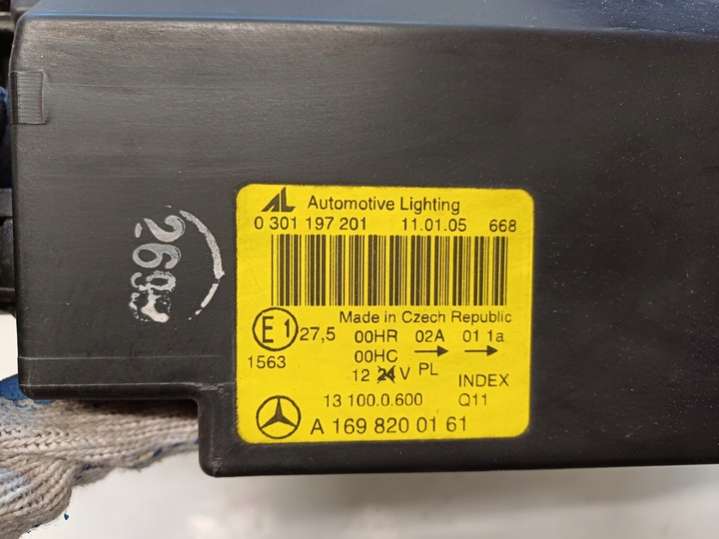 AL Automotive Lighting
0 301 197 201 11.01.05 668
Made in Czech Republic
E1 27,5 00HR 02A 01 1a
1563 00HC → →
12 24 V PL INDEX
13 100.0.600 Q11
A 169 820 01 61